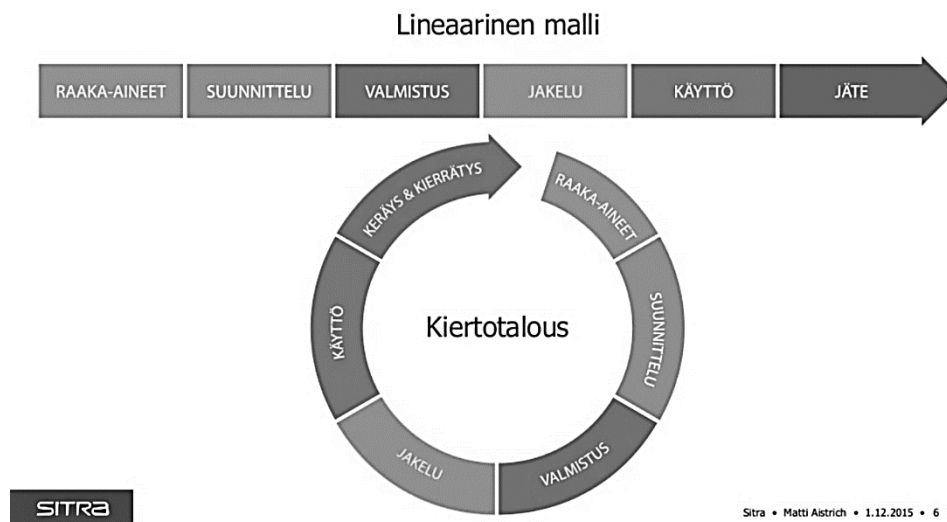 Lineaarinen malli
RAAKA-AINEET SUUNNITTELU VALMISTUS JAKELU KÄYTTÖ JÄTE
RAAKA-AINEET
SUUNNITTELU
VALMISTUS
JAKELU
KÄYTTÖ
KERÄYS & KIERRÄTYS
Kiertotalous
SITRA
Sitra • Matti Aistrich • 1.12.2015 • 6